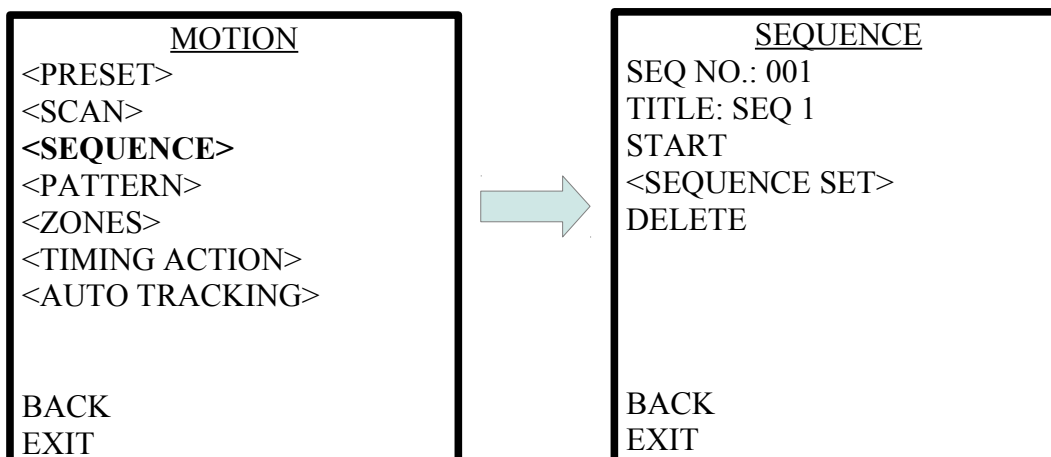 MOTION
<PRESET>
<SCAN>
<SEQUENCE>
<PATTERN>
<ZONES>
<TIMING ACTION>
<AUTO TRACKING>
BACK
EXIT
SEQUENCE
SEQ NO.: 001
TITLE: SEQ 1
START
<SEQUENCE SET>
DELETE
BACK
EXIT